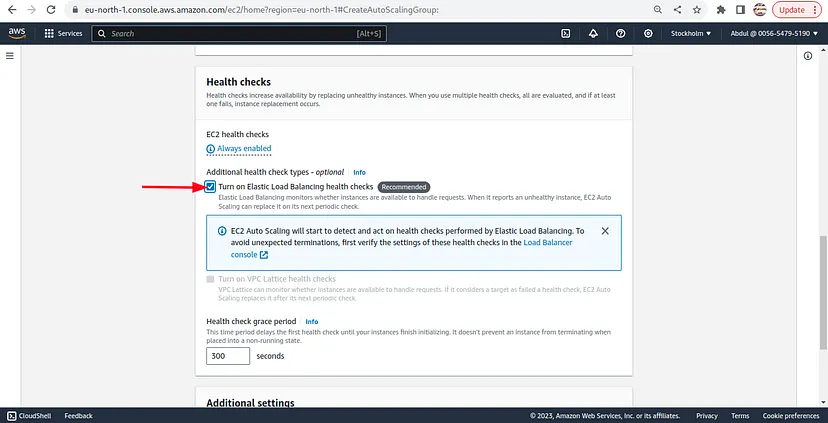 eu-north-1.console.aws.amazon.com/ec2/home?region=eu-north-1#CreateAutoScalingGroup:
Update
aws
Services
Search
[Alt+S]
Stockholm
Abdul @ 0056-5479-5190
Health checks
Health checks increase availability by replacing unhealthy instances. When you use multiple health checks, all are evaluated, and if at least
one fails, instance replacement occurs.
EC2 health checks
Always enabled
Additional health check types - optional Info
Turn on Elastic Load Balancing health checks Recommended
Elastic Load Balancing monitors whether instances are available to handle requests. When it reports an unhealthy instance, EC2 Auto
Scaling can replace it on its next periodic check.
EC2 Auto Scaling will start to detect and act on health checks performed by Elastic Load Balancing. To
avoid unexpected terminations, first verify the settings of these health checks in the Load Balancer
console
Turn on VPC Lattice health checks
VPC Lattice can monitor whether instances are available to handle requests. If it considers a target as failed a health check, EC2 Auto
Scaling replaces it after its next periodic check.
Health check grace period Info
This time period delays the first health check until your instances finish initializing. It doesn't prevent an instance from terminating when
placed into a non-running state.
300 seconds
Additional settings
CloudShell
Feedback
© 2023, Amazon Web Services, Inc. or its affiliates.
Privacy
Terms
Cookie preferences